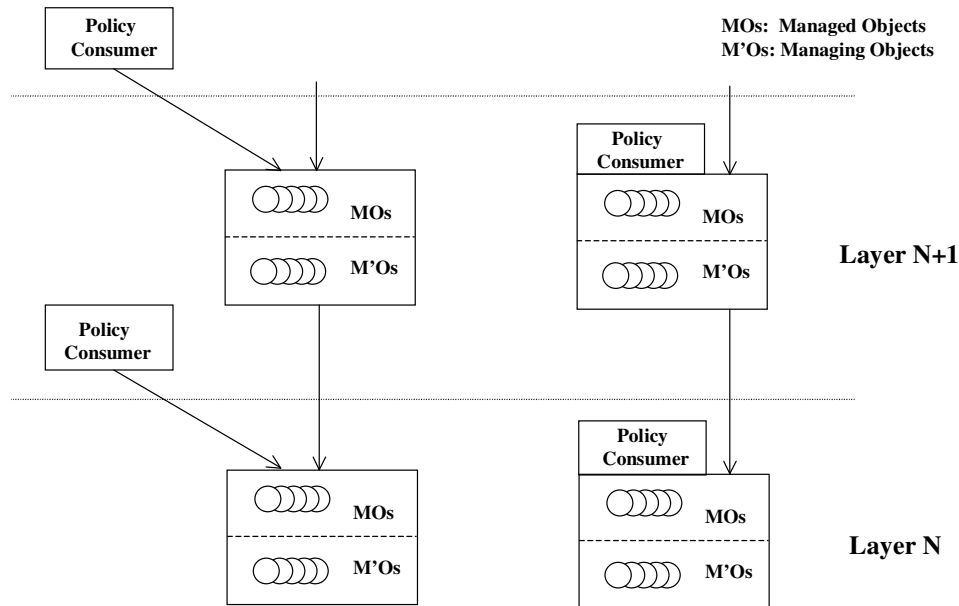 Policy
Consumer
MOs: Managed Objects
M'Os: Managing Objects
Policy
Consumer
MOs
M'Os
MOs
M'Os
Layer N+1
Policy
Consumer
Policy
Consumer
MOs
M'Os
MOs
M'Os
Layer N